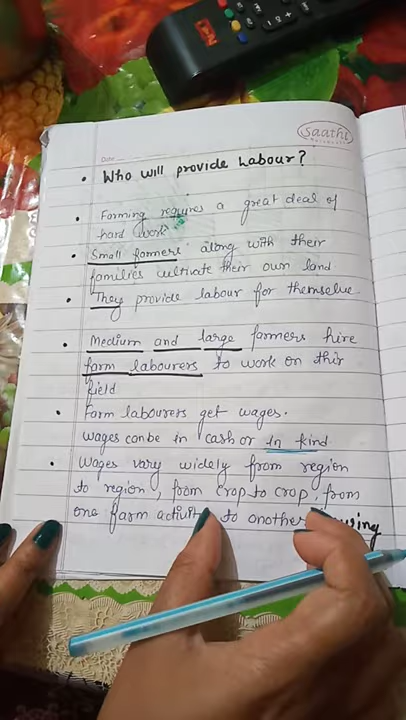 Saathi
Date
• Who will provide Labour?
• Farming requires a great deal of
hard work
• Small farmers along with their
families cultivate their own land
• They provide labour for themselve
• Medium and large farmers hire
farm labourers to work on this
field
• Farm labourers get wages.
wages can be in cash or in kind
• Wages vary widely from region
to region, from crop to crop, from
one farm activit to another